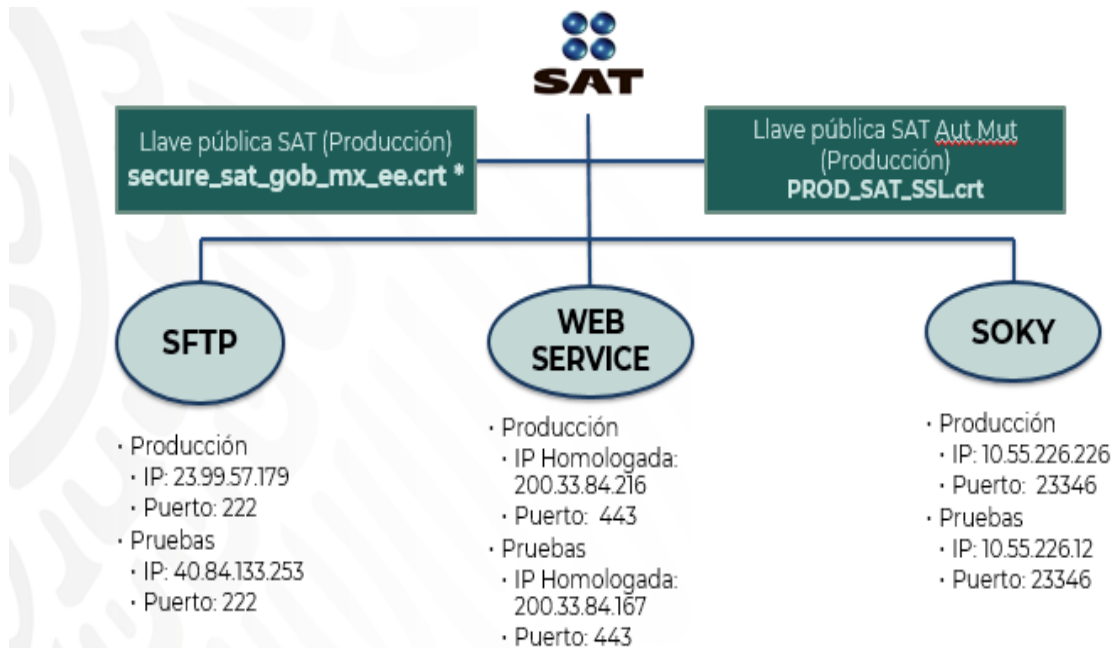 SAT
Llave pública SAT (Producción)
secure_sat_gob_mx_ee.crt *
Llave pública SAT Aut Mut
(Producción)
PROD_SAT_SSL.crt
SFTP
· Producción
· IP: 23.99.57.179
· Puerto: 222
· Pruebas
· IP: 40.84.133.253
· Puerto: 222
WEB
SERVICE
· Producción
· IP Homologada:
200.33.84.216
· Puerto: 443
· Pruebas
· IP Homologada:
200.33.84.167
· Puerto: 443
SOKY
· Producción
· IP: 10.55.226.226
· Puerto: 23346
· Pruebas
· IP: 10.55.226.12
· Puerto: 23346